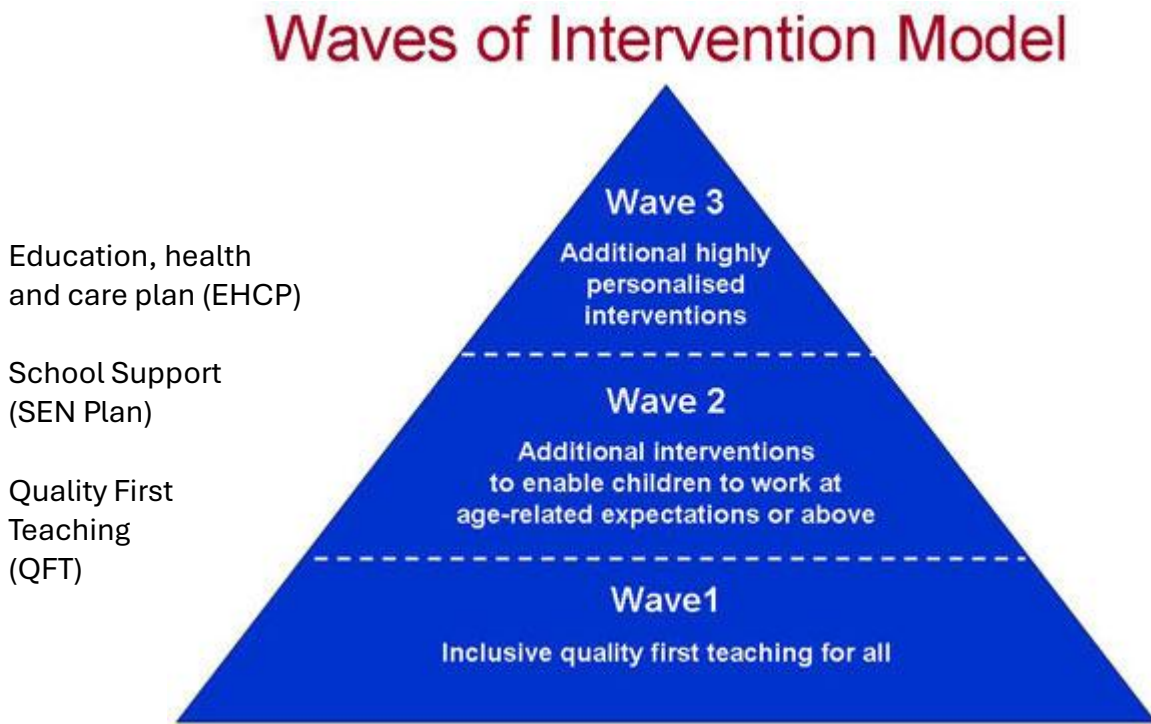 Waves of Intervention Model
Education, health
and care plan (EHCP)
School Support
(SEN Plan)
Quality First
Teaching
(QFT)
Wave 3
Additional highly
personalised
interventions
Wave 2
Additional interventions
to enable children to work at
age-related expectations or above
Wave1
Inclusive quality first teaching for all